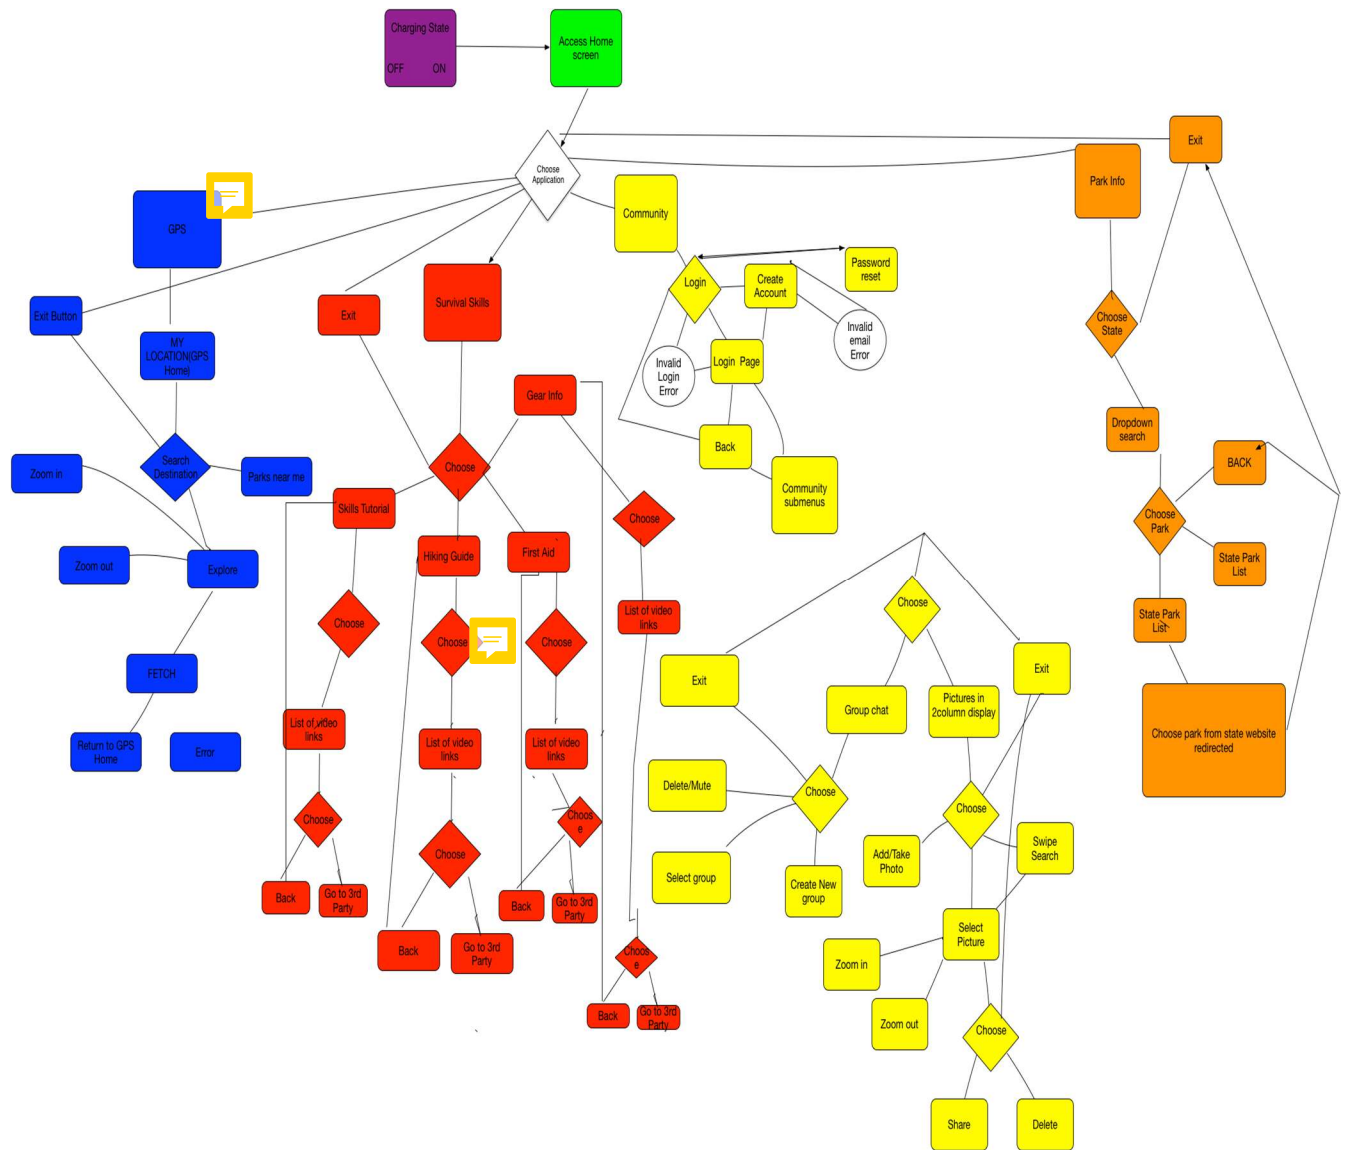 Charging State
OFF ON
Access Home
screen
Choose
Application
Exit
Park Info
GPS
Community
Login
Create
Account
Password
reset
Exit Button
Exit
Survival Skills
Choose
State
MY
LOCATION(GPS
Home)
Invalid
Login
Error
Login Page
Invalid
email
Error
Gear Info
Dropdown
search
Search
Destination
Zoom in
Parks near me
Choose
Back
BACK
Skills Tutorial
Community
submenus
Choose
Choose
Park
Zoom out
Explore
Hiking Guide
First Aid
State Park
List
Choose
Choose
Choose
List of video
links
Choose
State Park
List
FETCH
Exit
Group chat
Pictures in
2column display
Exit
List of video
links
Return to GPS
Home
Error
List of video
links
List of video
links
Choose park from state website
redirected
Delete/Mute
Choose
Choose
Choose
Choos
e
Choose
Add/Take
Photo
Swipe
Search
Select group
Create New
group
Back
Go to 3rd
Party
Back
Go to 3rd
Party
Select
Picture
Back
Go to 3rd
Party
Choos
e
Zoom in
Back
Go to 3rd
Party
Zoom out
Choose
Share
Delete